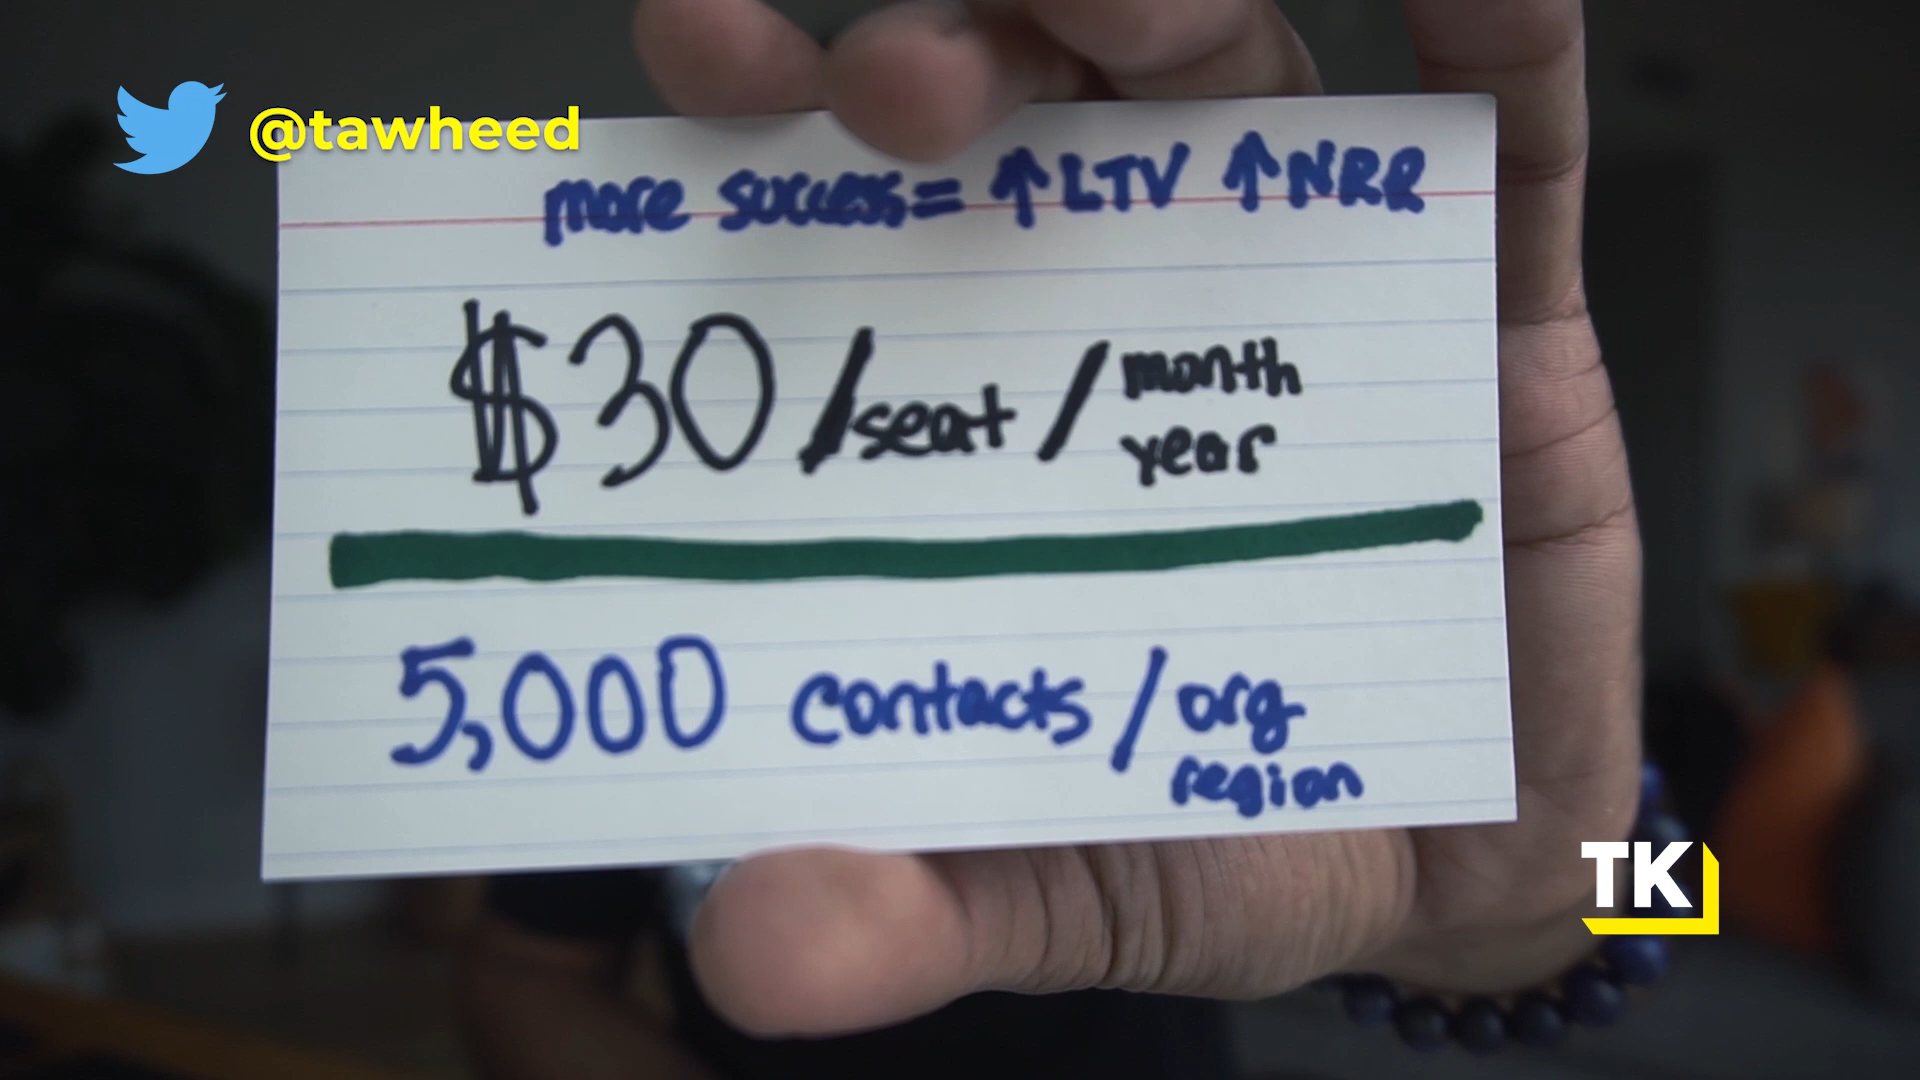 @tawheed
more success = ↑ LTV ↑ NRR
$30/seat/month
year
5,000 contacts/org
region
TK